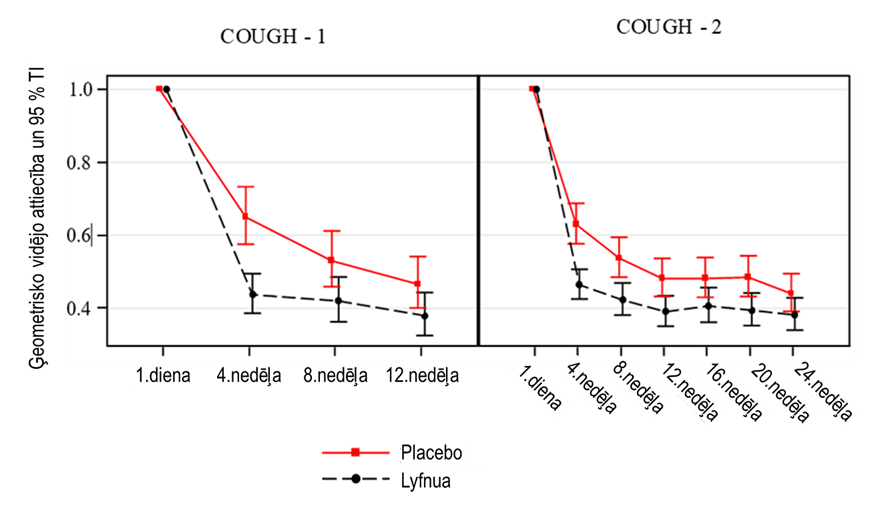 COUGH - 1
COUGH - 2
Ģeometrisko vidējo attiecība un 95 % TI
1.0
0.8
0.6
0.4
1.diena
4.nedēļa
8.nedēļa
12.nedēļa
1.diena
4.nedēļa
8.nedēļa
12.nedēļa
16.nedēļa
20.nedēļa
24.nedēļa
Placebo
Lyfnua